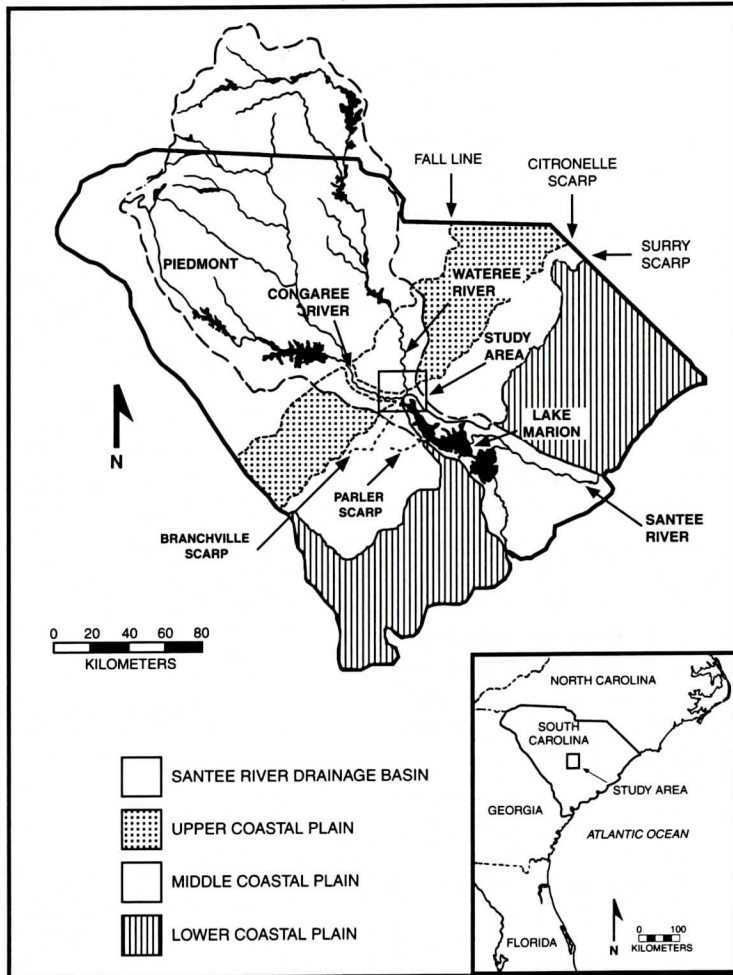 FALL LINE
CITRONELLE
SCARP
SURRY
SCARP
PIEDMONT
WATEREE
RIVER
CONGAREE
RIVER
STUDY
AREA
LAKE
MARION
N
PARLER
SCARP
BRANCHVILLE
SCARP
SANTEE
RIVER
0 20 40 60 80
KILOMETERS
SANTEE RIVER DRAINAGE BASIN
UPPER COASTAL PLAIN
MIDDLE COASTAL PLAIN
LOWER COASTAL PLAIN
NORTH CAROLINA
SOUTH
CAROLINA
STUDY AREA
GEORGIA
ATLANTIC OCEAN
FLORIDA
N
0 100
KILOMETERS